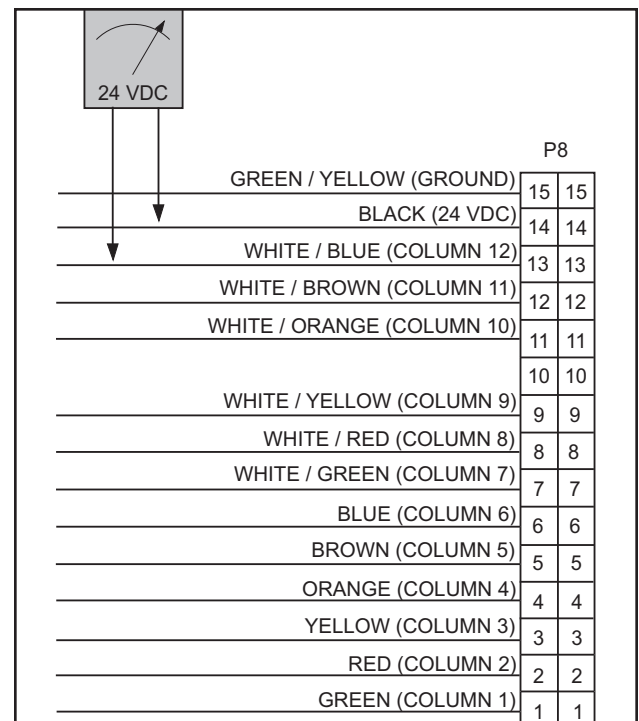 24 VDC
P8
GREEN / YELLOW (GROUND) 15 15
BLACK (24 VDC) 14 14
WHITE / BLUE (COLUMN 12) 13 13
WHITE / BROWN (COLUMN 11) 12 12
WHITE / ORANGE (COLUMN 10) 11 11
10 10
WHITE / YELLOW (COLUMN 9) 9 9
WHITE / RED (COLUMN 8) 8 8
WHITE / GREEN (COLUMN 7) 7 7
BLUE (COLUMN 6) 6 6
BROWN (COLUMN 5) 5 5
ORANGE (COLUMN 4) 4 4
YELLOW (COLUMN 3) 3 3
RED (COLUMN 2) 2 2
GREEN (COLUMN 1) 1 1